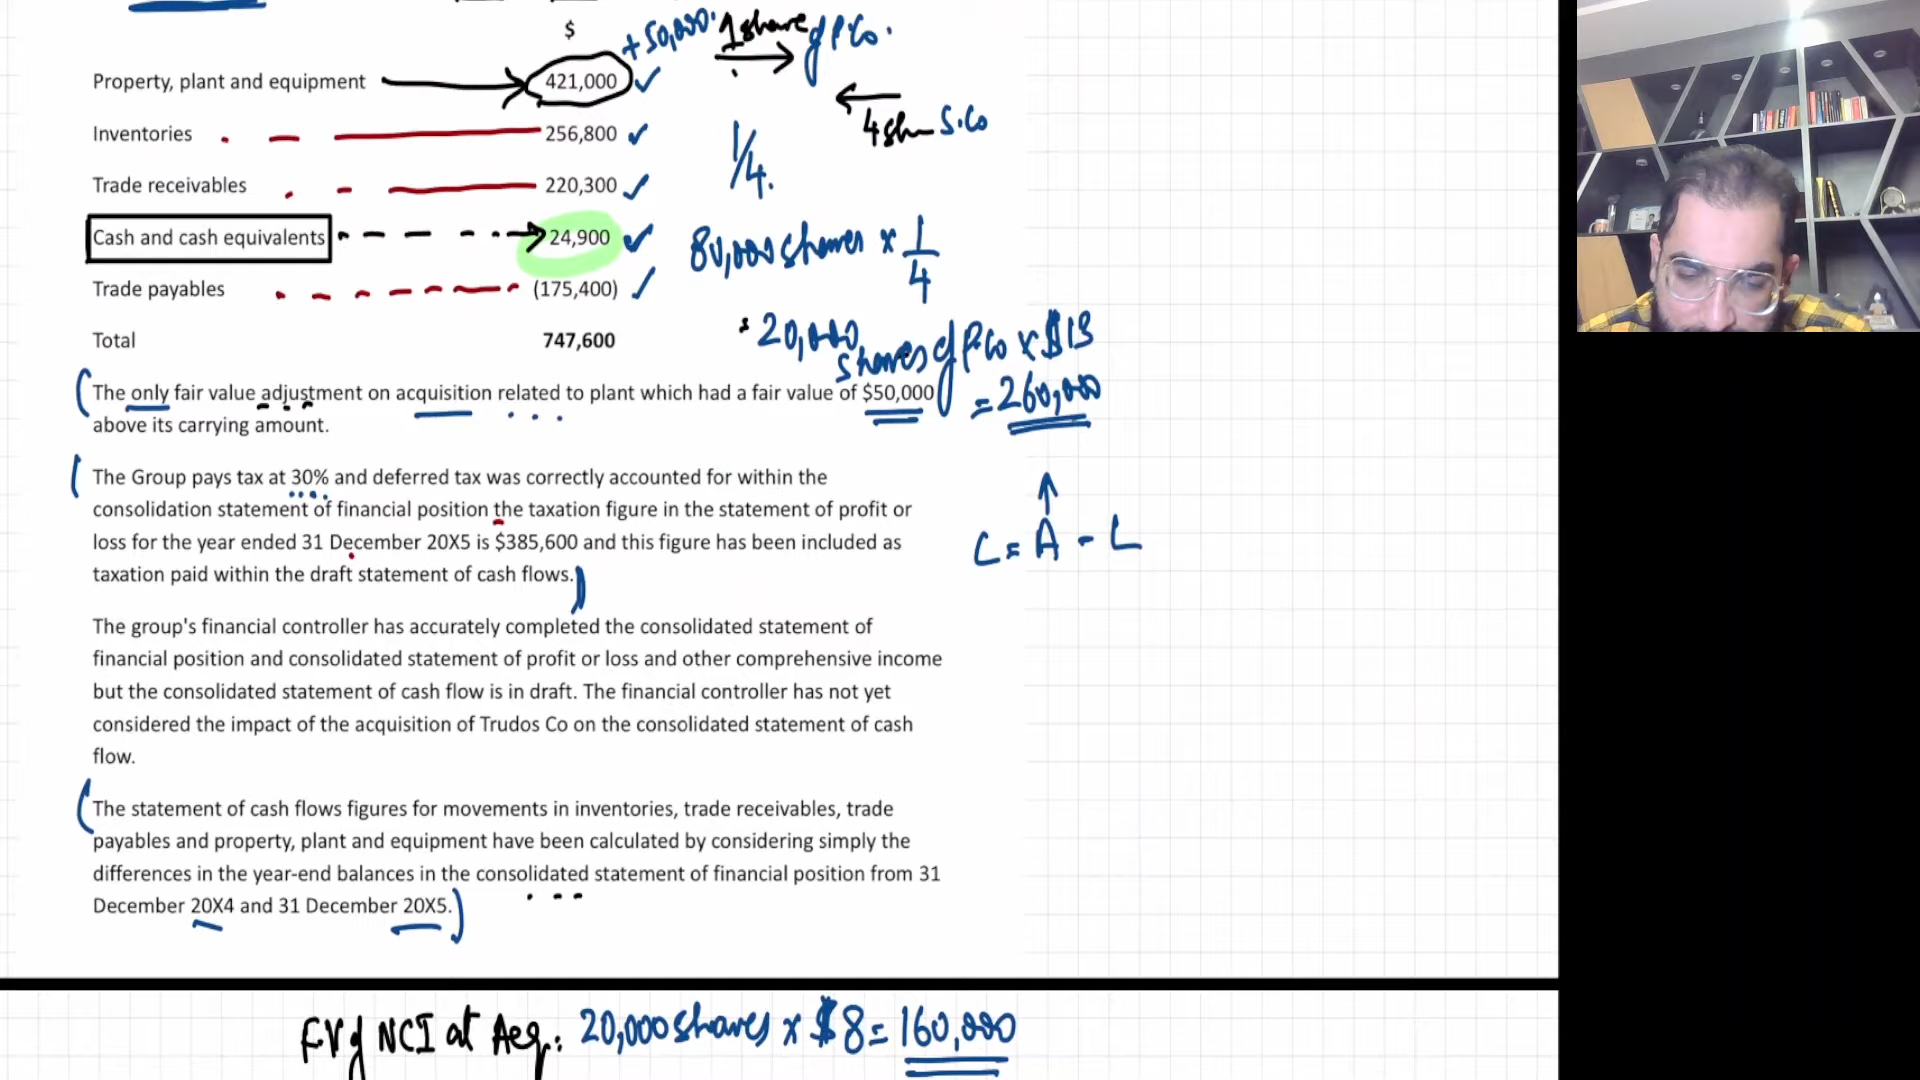 $
+50,000.
1 share of P.Co.
Property, plant and equipment 421,000
4sh S.Co
Inventories 256,800
1/4.
Trade receivables 220,300
Cash and cash equivalents 24,900
80,000 shares × 1/4
Trade payables (175,400)
20,000 shares of P.Co × $13
Total 747,600
= 260,000
The only fair value adjustment on acquisition related to plant which had a fair value of $50,000
above its carrying amount.
The Group pays tax at 30% and deferred tax was correctly accounted for within the
consolidation statement of financial position the taxation figure in the statement of profit or
loss for the year ended 31 December 20X5 is $385,600 and this figure has been included as
taxation paid within the draft statement of cash flows.
C = A - L
The group's financial controller has accurately completed the consolidated statement of
financial position and consolidated statement of profit or loss and other comprehensive income
but the consolidated statement of cash flow is in draft. The financial controller has not yet
considered the impact of the acquisition of Trudos Co on the consolidated statement of cash
flow.
The statement of cash flows figures for movements in inventories, trade receivables, trade
payables and property, plant and equipment have been calculated by considering simply the
differences in the year-end balances in the consolidated statement of financial position from 31
December 20X4 and 31 December 20X5.
FV of NCI at Acq: 20,000 shares × $8 = 160,000